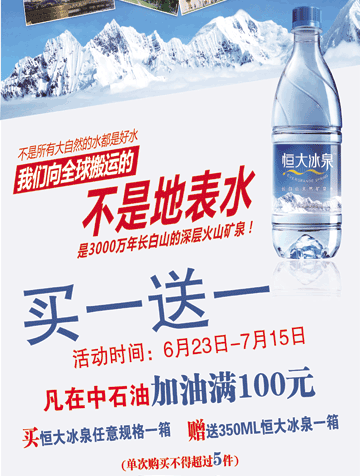 恒大冰泉
不是所有大自然的水都是好水
我们向全球搬运的
不是地表水
是3000万年长白山的深层火山矿泉！
买一送一
活动时间：6月23日-7月15日
凡在中石油加油满100元
买恒大冰泉任意规格一箱 赠送350ML恒大冰泉一箱
(单次购买不得超过5件)